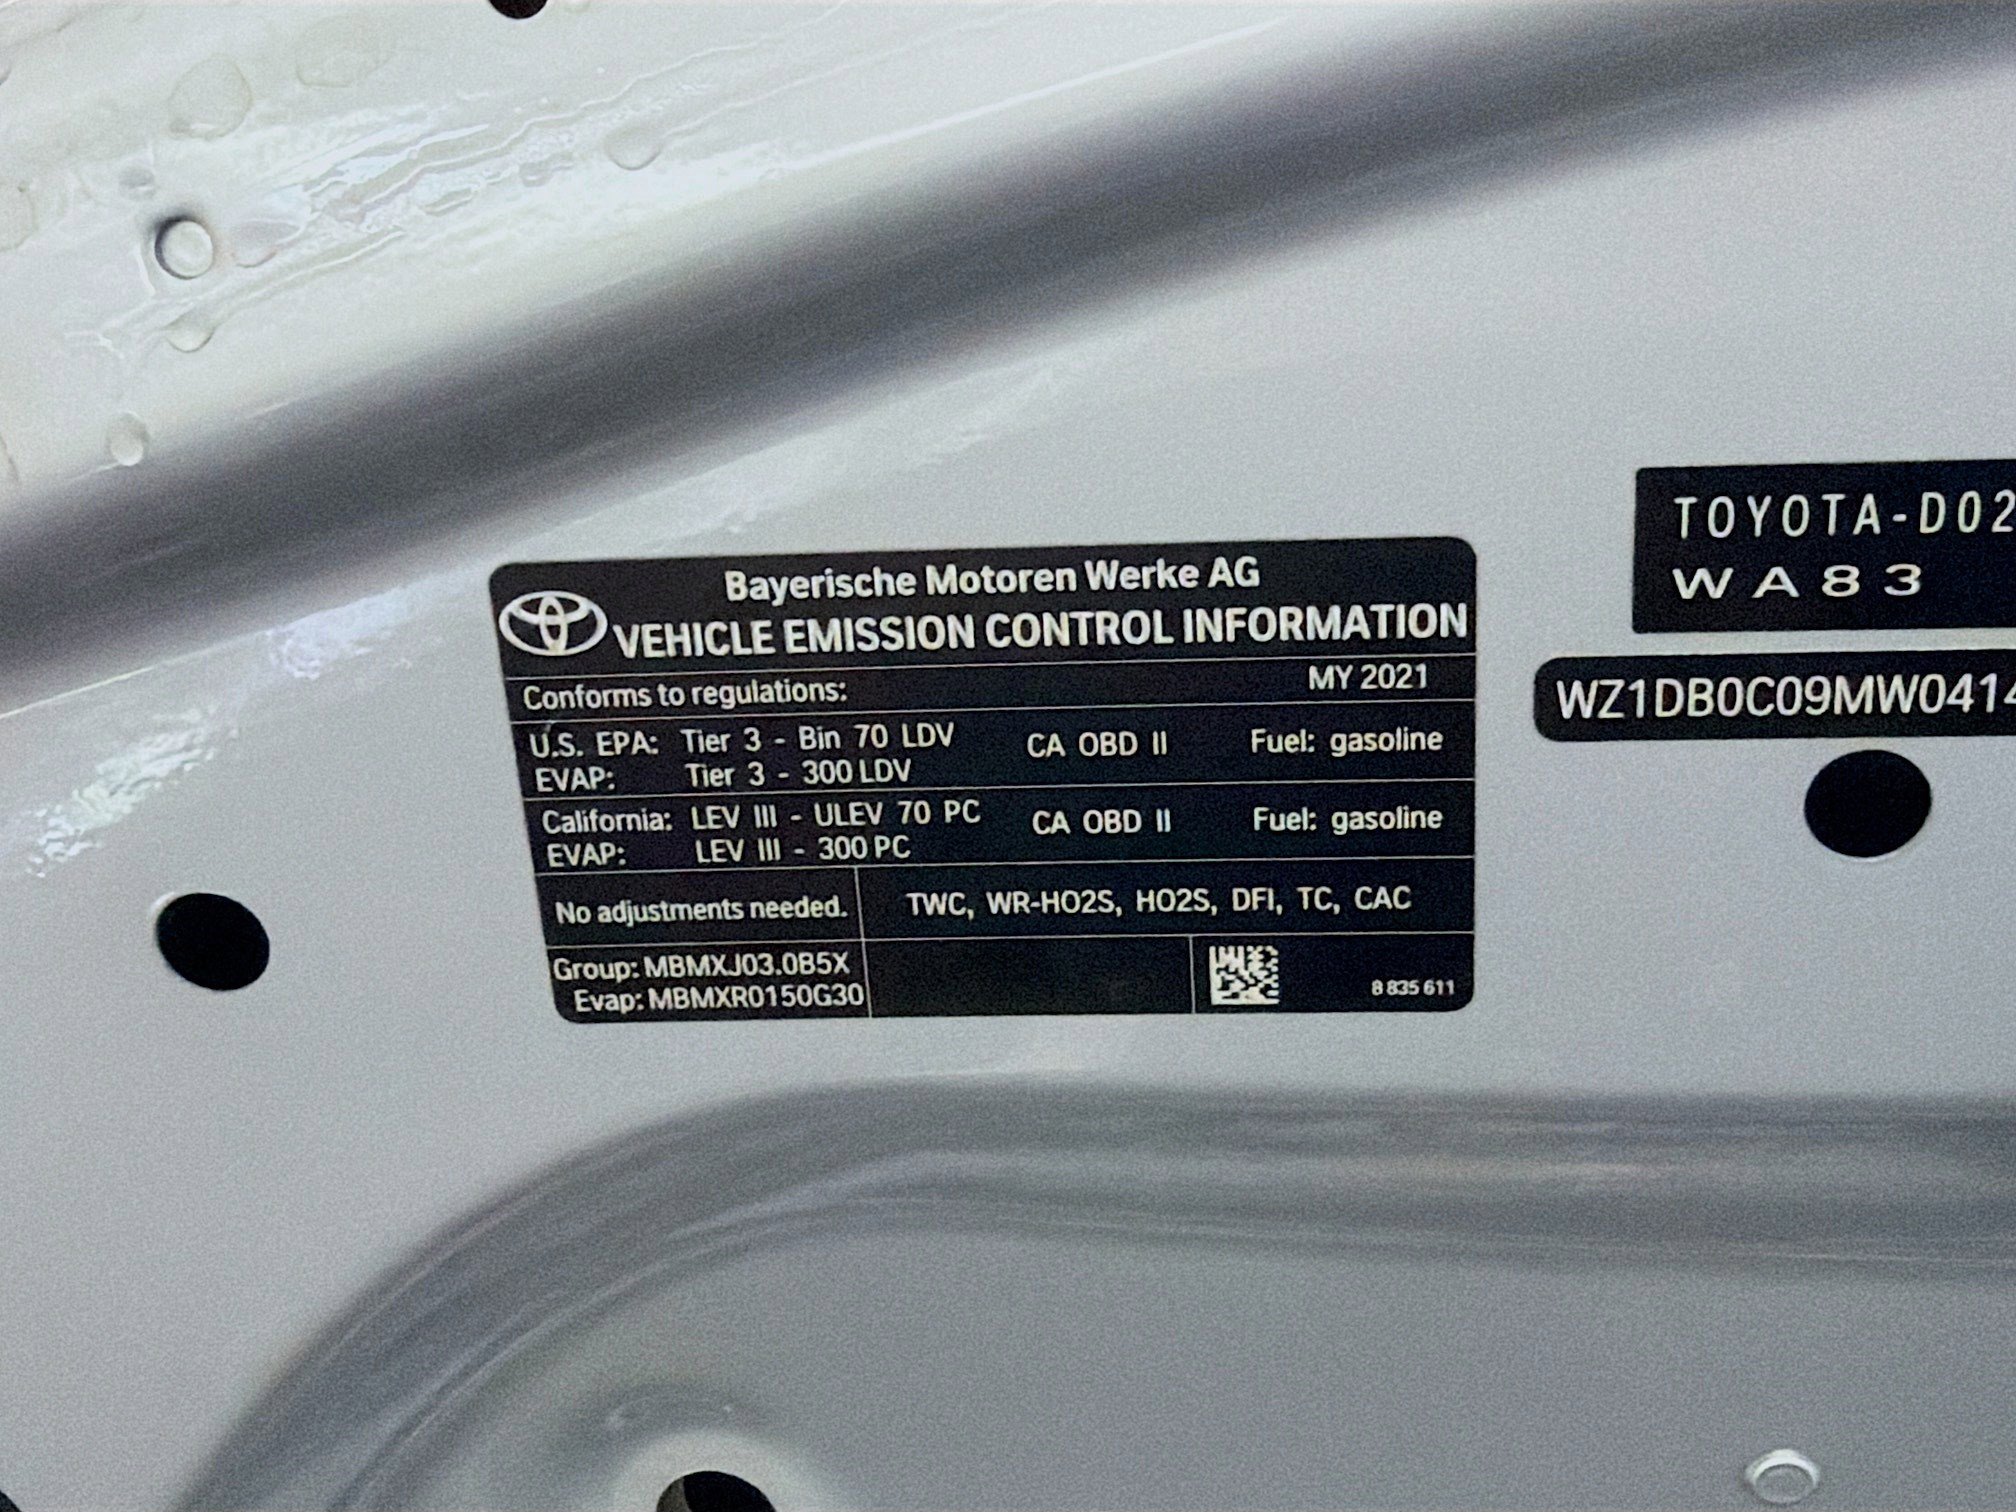 Bayerische Motoren Werke AG
VEHICLE EMISSION CONTROL INFORMATION
Conforms to regulations: MY 2021
U.S. EPA: Tier 3 - Bin 70 LDV CA OBD II Fuel: gasoline
EVAP: Tier 3 - 300 LDV
California: LEV III - ULEV 70 PC CA OBD II Fuel: gasoline
EVAP: LEV III - 300 PC
No adjustments needed. TWC, WR-HO2S, HO2S, DFI, TC, CAC
Group: MBMXJ03.0B5X
Evap: MBMXR0150G30
8 835 611
TOYOTA-D02
WA83
WZ1DB0C09MW0414